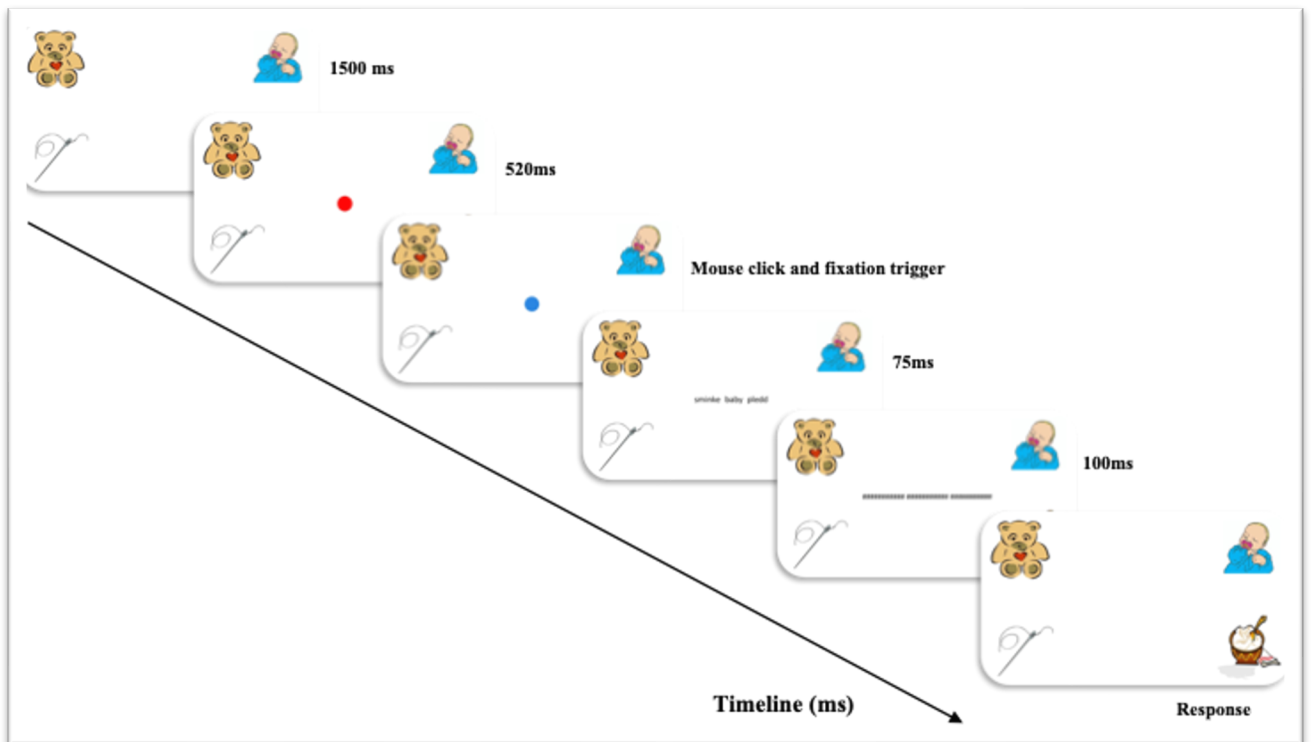 1500 ms
520ms
Mouse click and fixation trigger
75ms
sminke baby pledd
100ms
Timeline (ms)
Response